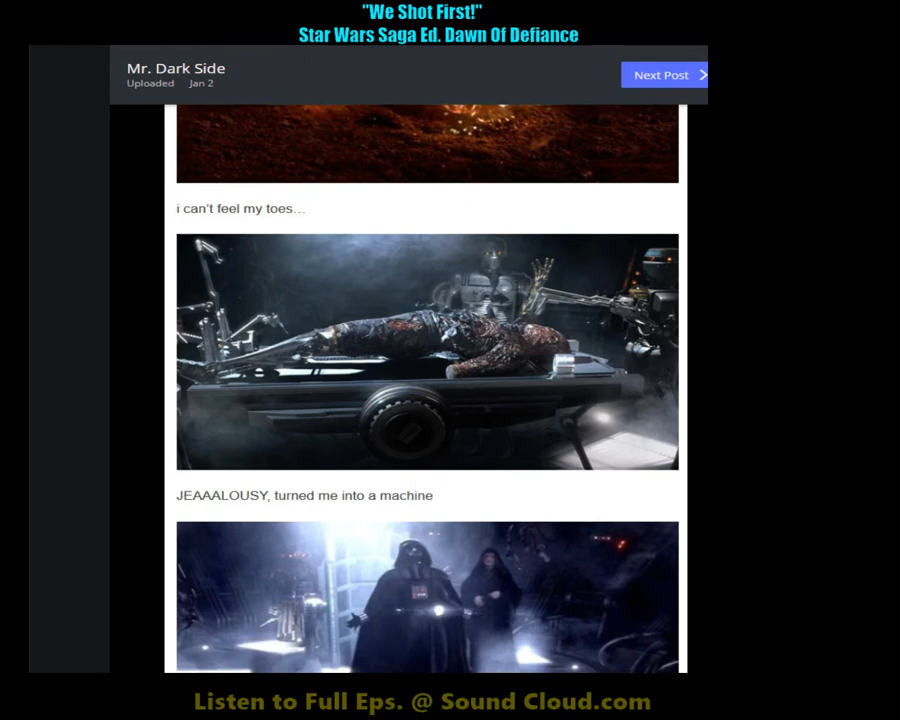 "We Shot First!"
Star Wars Saga Ed. Dawn Of Defiance
Mr. Dark Side
Uploaded Jan 2
Next Post
i can't feel my toes...
JEAAALOUSY, turned me into a machine
Listen to Full Eps. @ Sound Cloud.com